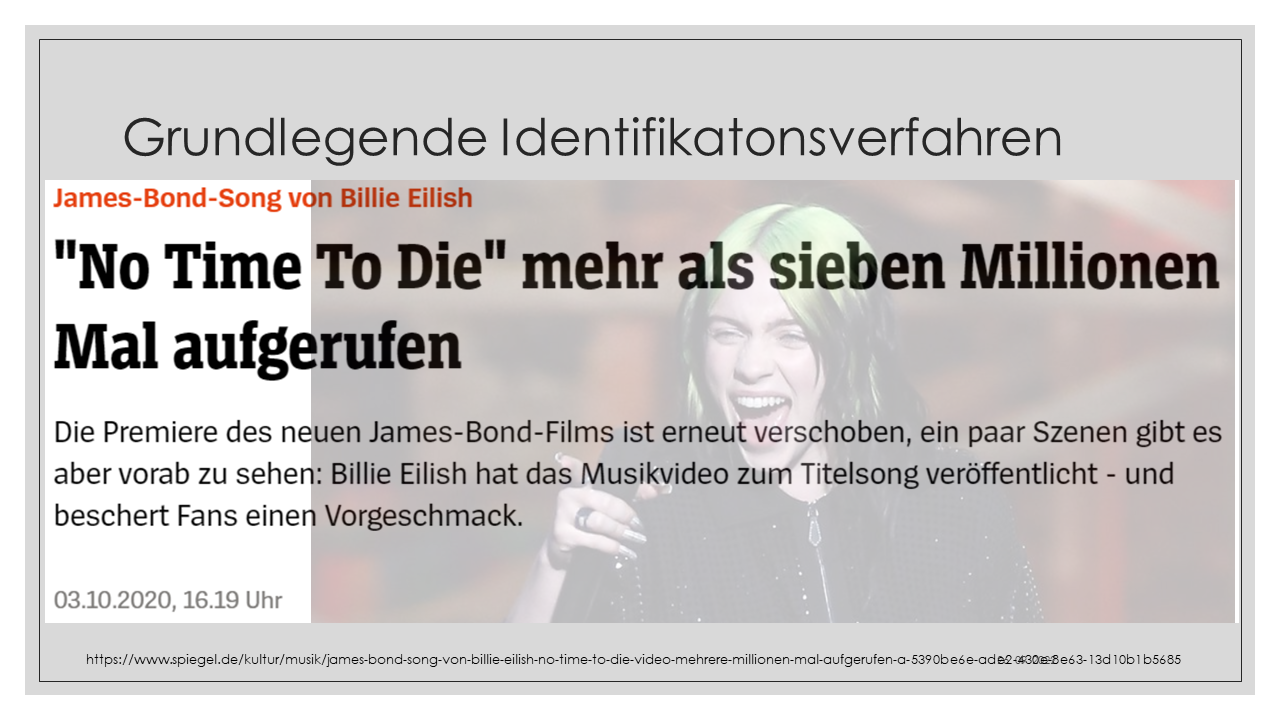 Grundlegende Identifikatonsverfahren
James-Bond-Song von Billie Eilish
"No Time To Die" mehr als sieben Millionen
Mal aufgerufen
Die Premiere des neuen James-Bond-Films ist erneut verschoben, ein paar Szenen gibt es
aber vorab zu sehen: Billie Eilish hat das Musikvideo zum Titelsong veröffentlicht - und
beschert Fans einen Vorgeschmack.
03.10.2020, 16.19 Uhr
https://www.spiegel.de/kultur/musik/james-bond-song-von-billie-eilish-no-time-to-die-video-mehrere-millionen-mal-aufgerufen-a-5390be6e-ade2-430e-8e63-13d10b1b5685